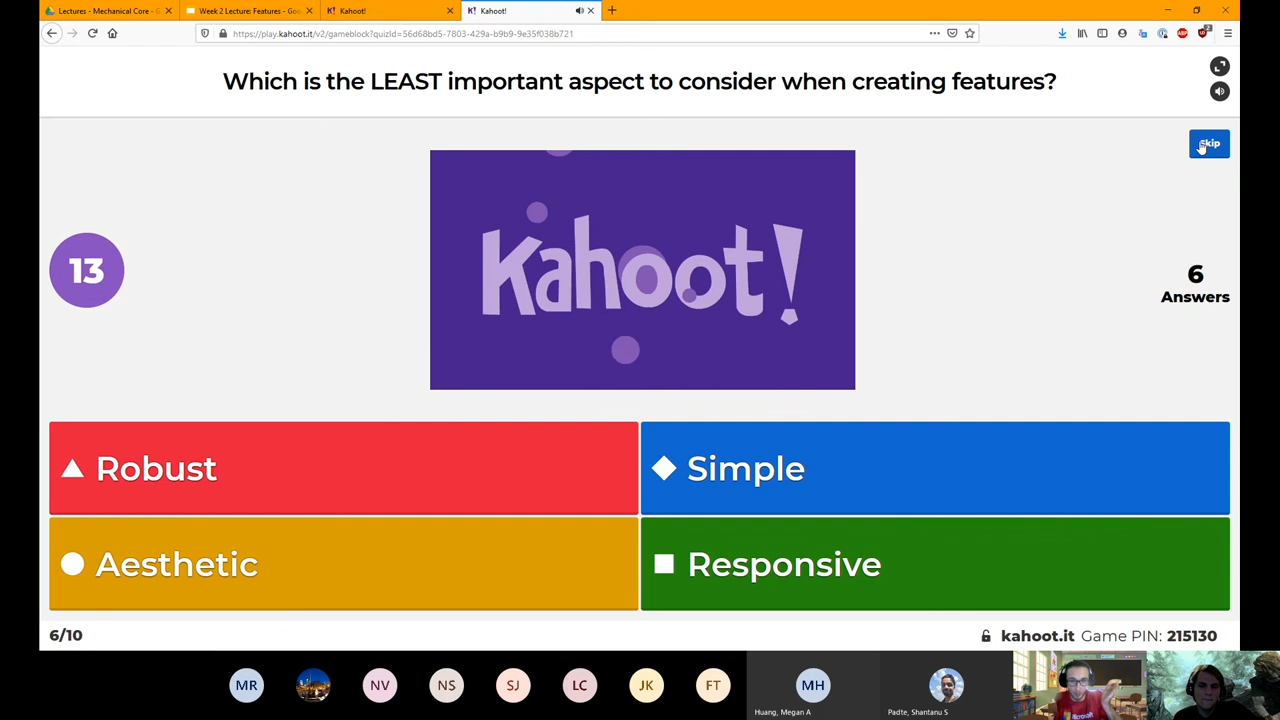 Lectures - Mechanical Core - G
Week 2 Lecture: Features - Goo
Kahoot!
Kahoot!
https://play.kahoot.it/v2/gameblock?quizId=56d68bd5-7803-429a-b9b9-9e35f038b721
Which is the LEAST important aspect to consider when creating features?
Skip
13
Kahoot!
6
Answers
Robust
Simple
Aesthetic
Responsive
6/10
kahoot.it Game PIN: 215130
MR
NV
NS
SJ
LC
JK
FT
MH
Huang, Megan A
Padte, Shantanu S